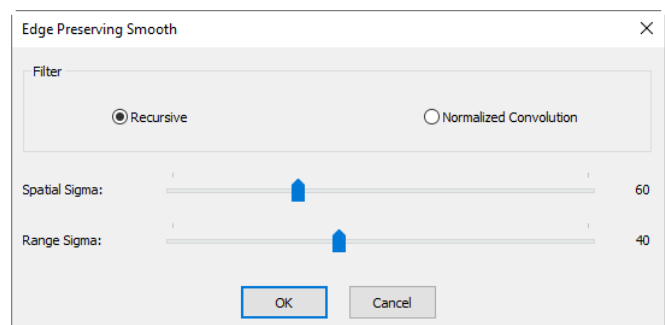 Edge Preserving Smooth
Filter
Recursive
Normalized Convolution
Spatial Sigma:
60
Range Sigma:
40
OK
Cancel